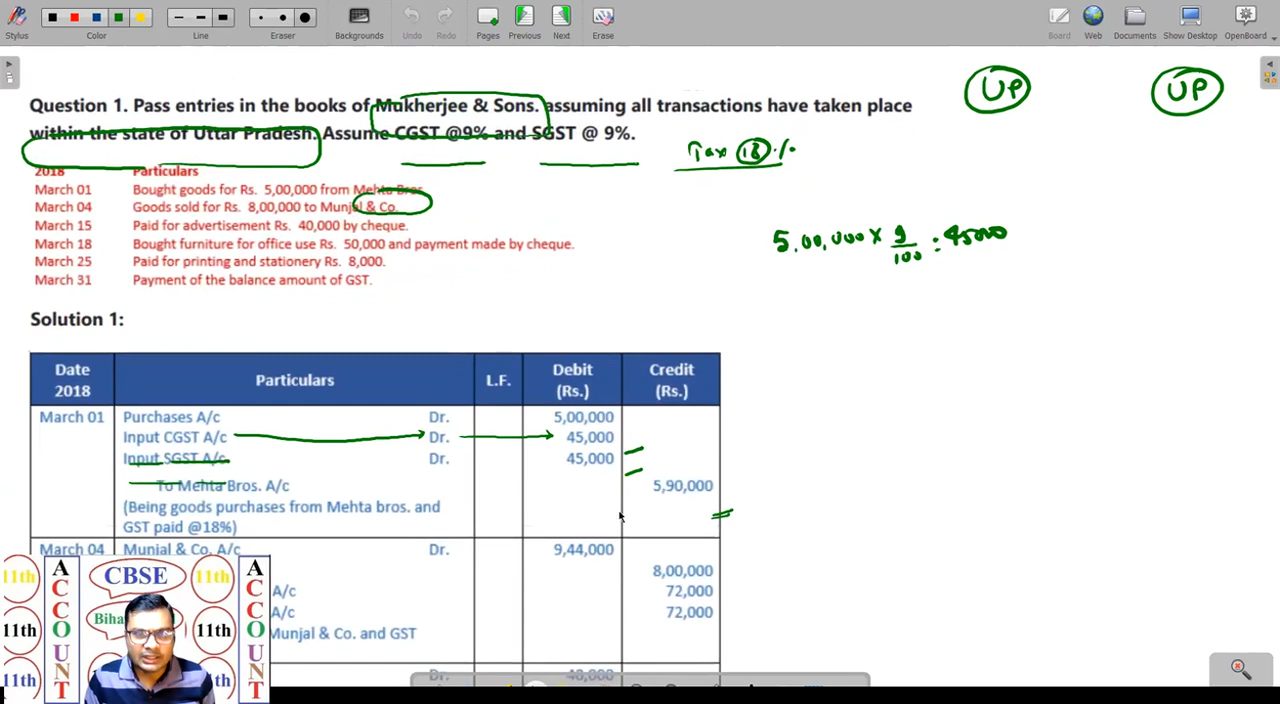 Stylus
Color
Line
Eraser
Backgrounds
Undo
Redo
Pages
Previous
Next
Erase
Board
Web
Documents
Show Desktop
OpenBoard
UP
UP
Question 1. Pass entries in the books of Mukherjee & Sons. assuming all transactions have taken place
within the state of Uttar Pradesh. Assume CGST @9% and SGST @ 9%.
Tax 18 %
2018 Particulars
March 01 Bought goods for Rs. 5,00,000 from Mehta Bros.
March 04 Goods sold for Rs. 8,00,000 to Munjal & Co.
March 15 Paid for advertisement Rs. 40,000 by cheque.
March 18 Bought furniture for office use Rs. 50,000 and payment made by cheque.
March 25 Paid for printing and stationery Rs. 8,000.
March 31 Payment of the balance amount of GST.
5,00,000 × 9/100 = 45000
Solution 1:
Date 2018 Particulars L.F. Debit (Rs.) Credit (Rs.)
March 01 Purchases A/c Dr. 5,00,000
Input CGST A/c Dr. 45,000
Input SGST A/c Dr. 45,000
To Mehta Bros. A/c 5,90,000
(Being goods purchases from Mehta bros. and
GST paid @18%)
March 04 Munjal & Co. A/c Dr. 9,44,000
8,00,000
A/c 72,000
A/c 72,000
Munjal & Co. and GST
Dr. 40,000
11th
CBSE
11th
11th
11th
11th
ACCOUNT
ACCOUNT